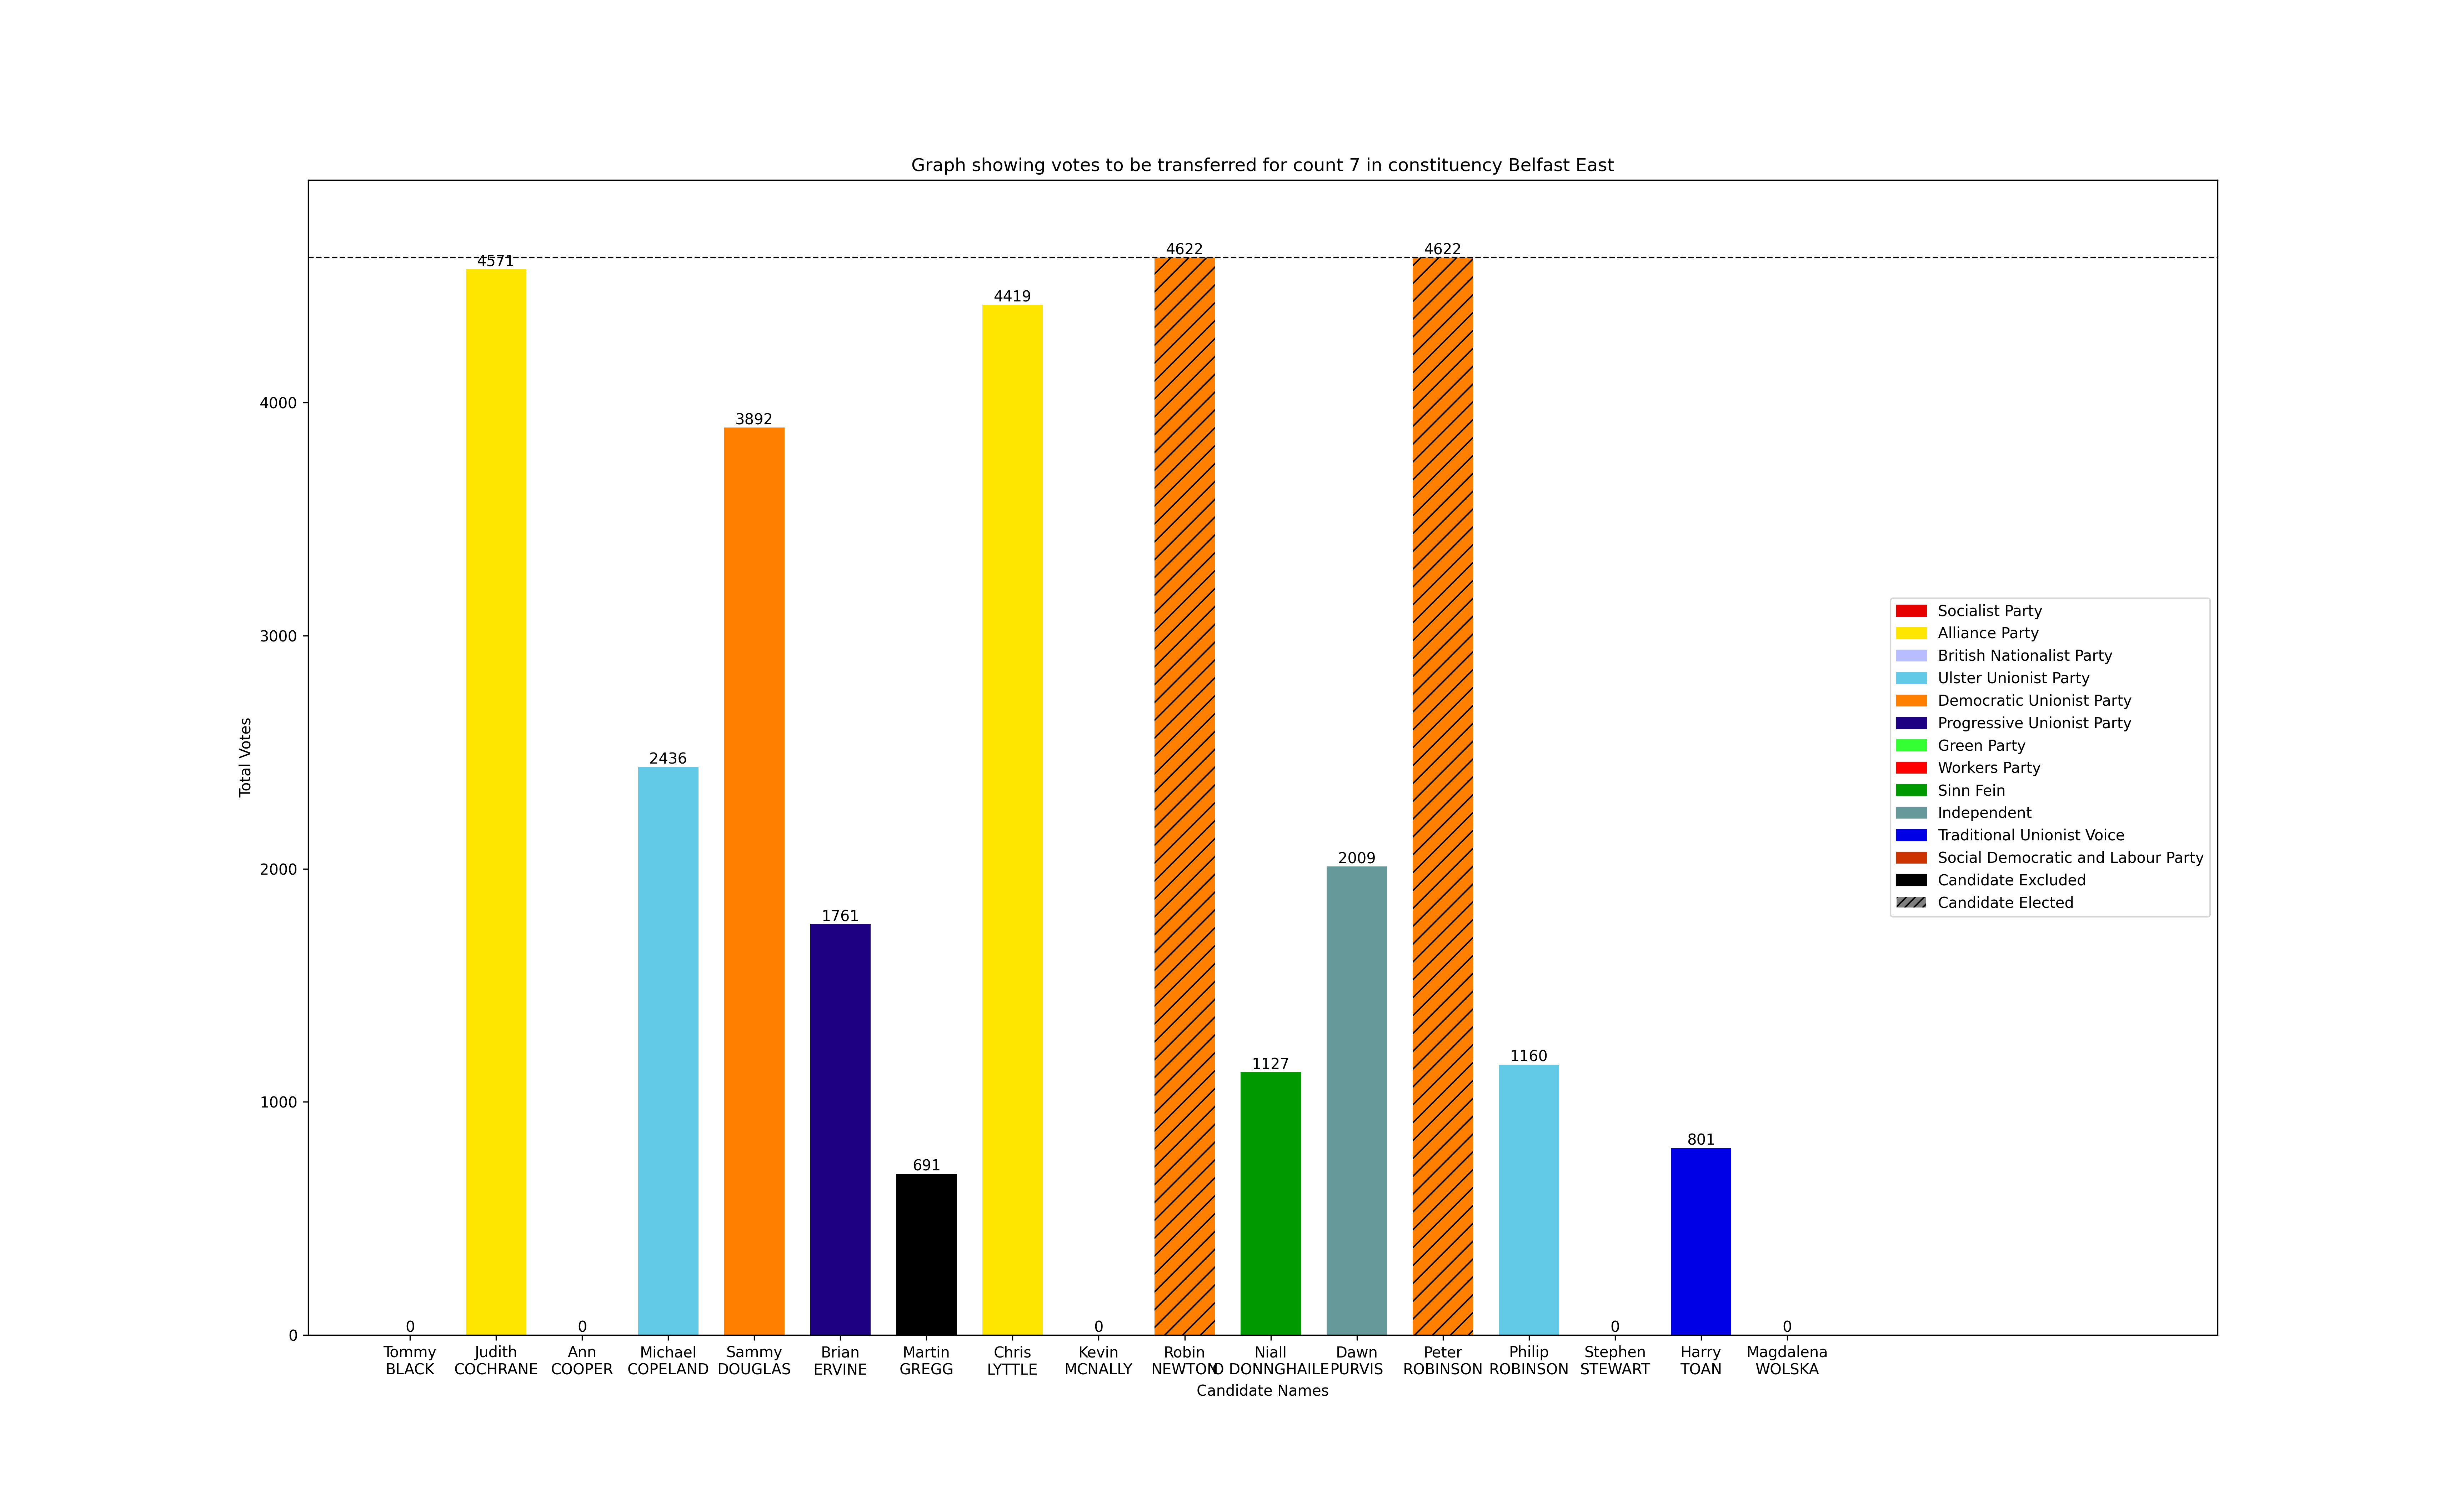 Graph showing votes to be transferred for count 7 in constituency Belfast East
Total Votes
4000
3000
2000
1000
0
0
4571
0
2436
3892
1761
691
4419
0
4622
1127
2009
4622
1160
0
801
0
Tommy
BLACK
Judith
COCHRANE
Ann
COOPER
Michael
COPELAND
Sammy
DOUGLAS
Brian
ERVINE
Martin
GREGG
Chris
LYTTLE
Kevin
MCNALLY
Robin
NEWTON
Niall
O DONNGHAILE
Dawn
PURVIS
Peter
ROBINSON
Philip
ROBINSON
Stephen
STEWART
Harry
TOAN
Magdalena
WOLSKA
Candidate Names
Socialist Party
Alliance Party
British Nationalist Party
Ulster Unionist Party
Democratic Unionist Party
Progressive Unionist Party
Green Party
Workers Party
Sinn Fein
Independent
Traditional Unionist Voice
Social Democratic and Labour Party
Candidate Excluded
Candidate Elected